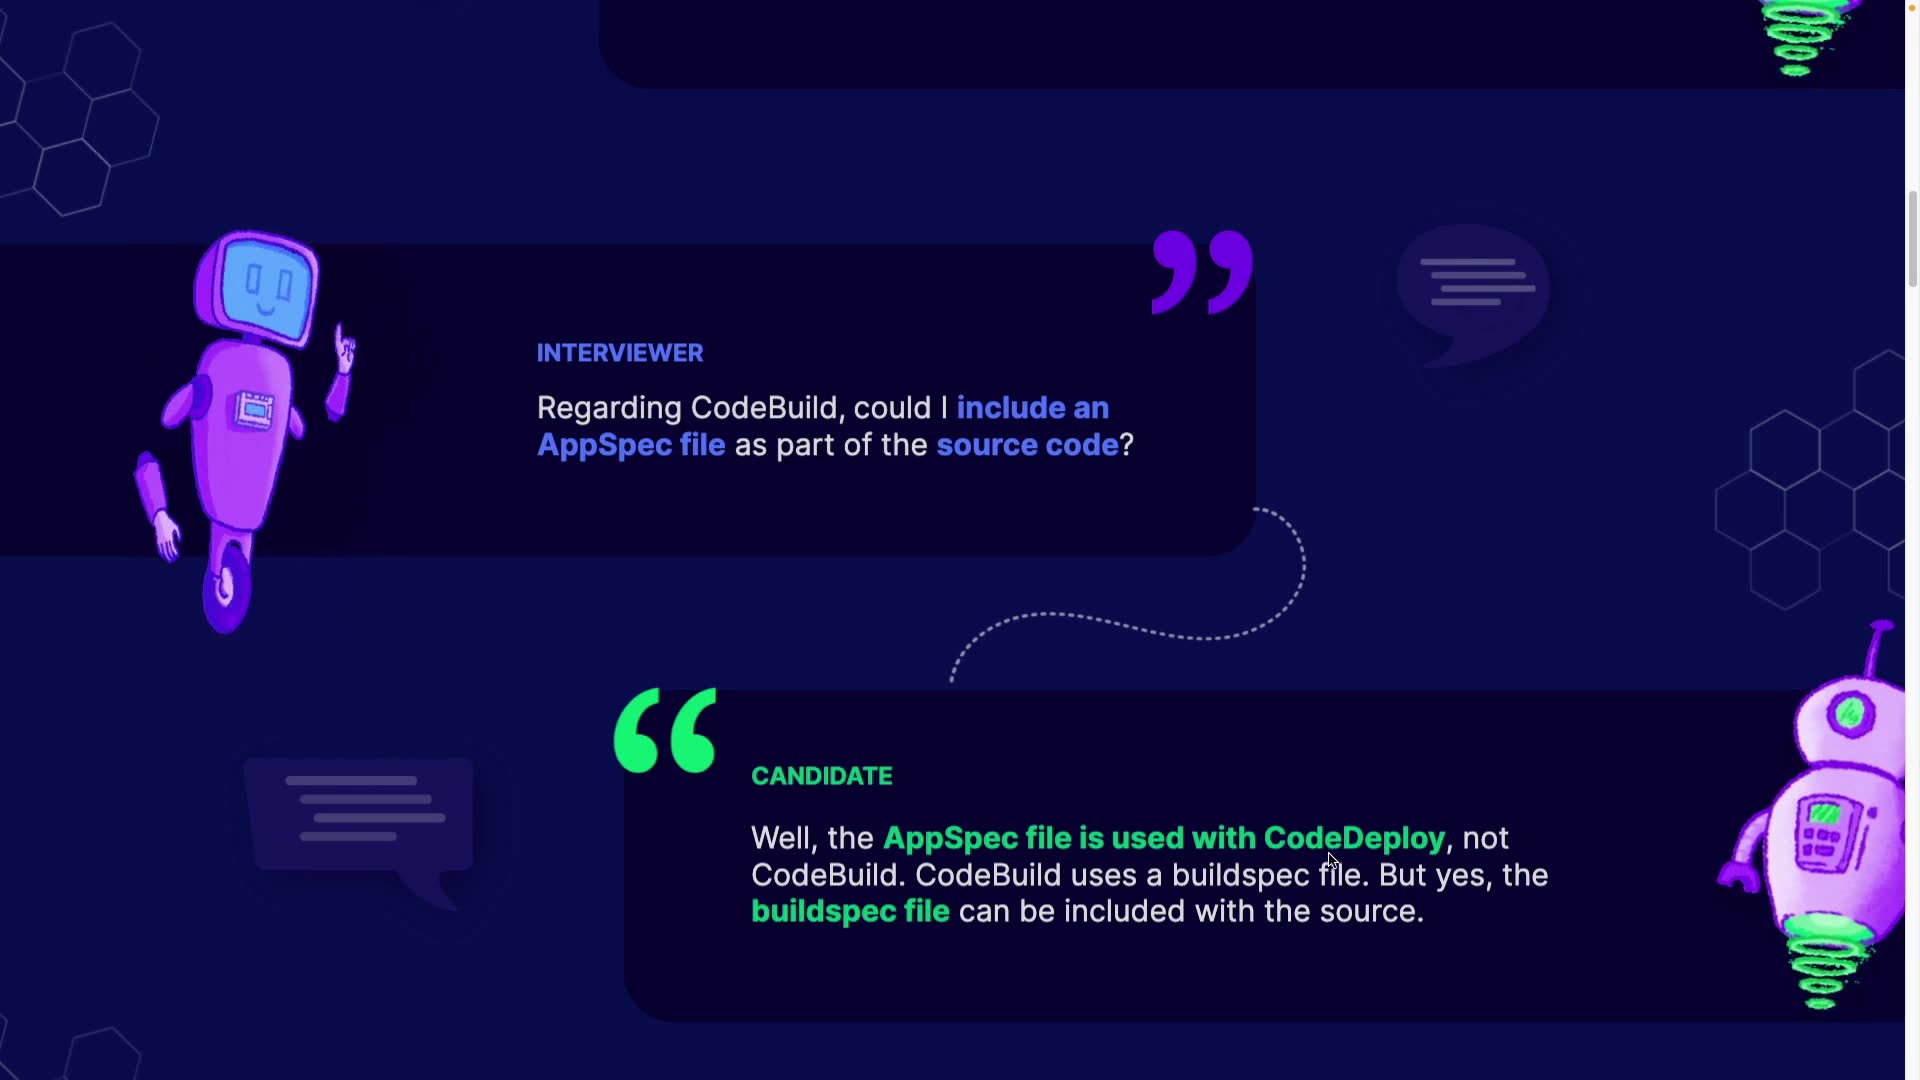 INTERVIEWER
Regarding CodeBuild, could I include an
AppSpec file as part of the source code?
CANDIDATE
Well, the AppSpec file is used with CodeDeploy, not
CodeBuild. CodeBuild uses a buildspec file. But yes, the
buildspec file can be included with the source.